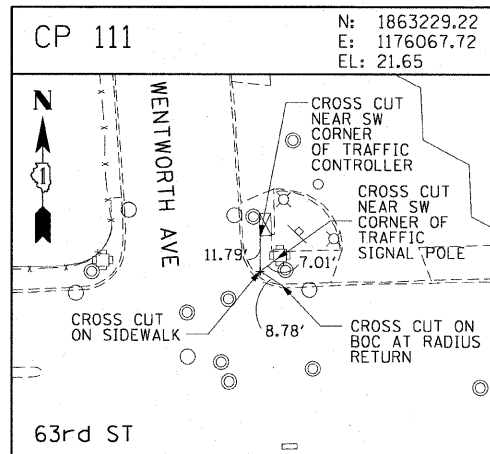 CP 111
N: 1863229.22
E: 1176067.72
EL: 21.65
N
1
WENTWORTH AVE
CROSS CUT
NEAR SW
CORNER
OF TRAFFIC
CONTROLLER
CROSS CUT
NEAR SW
CORNER OF
TRAFFIC
SIGNAL POLE
11.79'
7.01'
8.78'
CROSS CUT
ON SIDEWALK
CROSS CUT ON
BOC AT RADIUS
RETURN
63rd ST